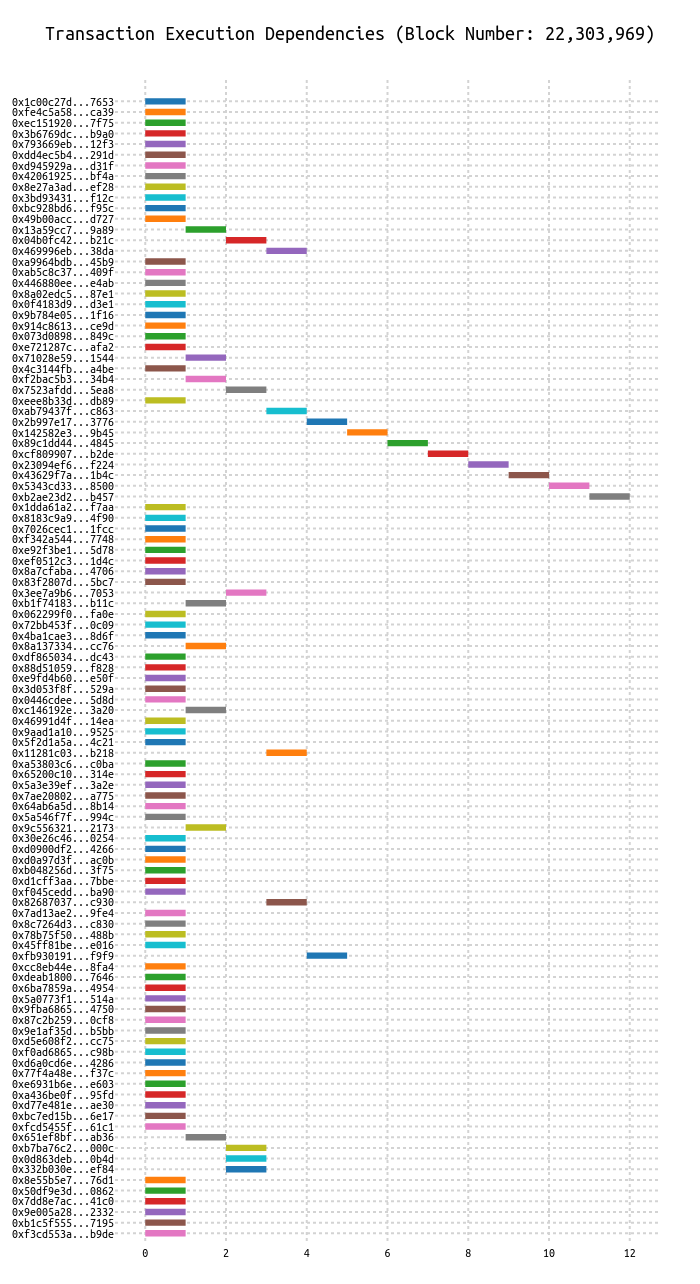 Transaction Execution Dependencies (Block Number: 22,303,969)
0x1c00c27d...7653
0xfe4c5a58...ca39
0xec151920...7f75
0x3b6769dc...b9a0
0x793669eb...12f3
0xdd4ec5b4...291d
0xd945929a...d31f
0x42061925...bf4a
0x8e27a3ad...ef28
0x3bd93431...f12c
0xbc928bd6...f95c
0x49b00acc...d727
0x13a59cc7...9a89
0x04b0fc42...b21c
0x469996eb...38da
0xa9964bdb...45b9
0xab5c8c37...409f
0x446880ee...e4ab
0x8a02edc5...87e1
0x0f4183d9...d3e1
0x9b784e05...1f16
0x914c8613...ce9d
0x073d0898...849c
0xe721287c...afa2
0x71028e59...1544
0x4c3144fb...a4be
0xf2bac5b3...34b4
0x7523afdd...5ea8
0xeee8b33d...db89
0xab79437f...c863
0x2b997e17...3776
0x142582e3...9b45
0x89c1dd44...4845
0xcf809907...b2de
0x23094ef6...f224
0x43629f7a...1b4c
0x5343cd33...8500
0xb2ae23d2...b457
0x1dda61a2...f7aa
0x8183c9a9...4f90
0x7026cec1...1fcc
0xf342a544...7748
0xe92f3be1...5d78
0xef0512c3...1d4c
0x8a7cfaba...4706
0x83f2807d...5bc7
0x3ee7a9b6...7053
0xb1f74183...b11c
0x062299f0...fa0e
0x72bb453f...0c09
0x4ba1cae3...8d6f
0x8a137334...cc76
0xdf865034...dc43
0x88d51059...f828
0xe9fd4b60...e50f
0x3d053f8f...529a
0x0446cdee...5d8d
0xc146192e...3a20
0x46991d4f...14ea
0x9aad1a10...9525
0x5f2d1a5a...4c21
0x11281c03...b218
0xa53803c6...c0ba
0x65200c10...314e
0x5a3e39ef...3a2e
0x7ae20802...a775
0x64ab6a5d...8b14
0x5a546f7f...994c
0x9c556321...2173
0x30e26c46...0254
0xd0900df2...4266
0xd0a97d3f...ac0b
0xb048256d...3f75
0xd1cff3aa...7bbe
0xf045cedd...ba90
0x82687037...c930
0x7ad13ae2...9fe4
0x8c7264d3...c830
0x78b75f50...488b
0x45ff81be...e016
0xfb930191...f9f9
0xcc8eb44e...8fa4
0xdeab1800...7646
0x6ba7859a...4954
0x5a0773f1...514a
0x9fba6865...4750
0x87c2b259...0cf8
0x9e1af35d...b5bb
0xd5e608f2...cc75
0xf0ad6865...c98b
0xd6a0cd6e...4286
0x77f4a48e...f37c
0xe6931b6e...e603
0xa436be0f...95fd
0xd77e481e...ae30
0xbc7ed15b...6e17
0xfcd5455f...61c1
0x651ef8bf...ab36
0xb7ba76c2...000c
0x0d863deb...0b4d
0x332b030e...ef84
0x8e55b5e7...76d1
0x50df9e3d...0862
0x7dd8e7ac...41c0
0x9e005a28...2332
0xb1c5f555...7195
0xf3cd553a...b9de
0 2 4 6 8 10 12